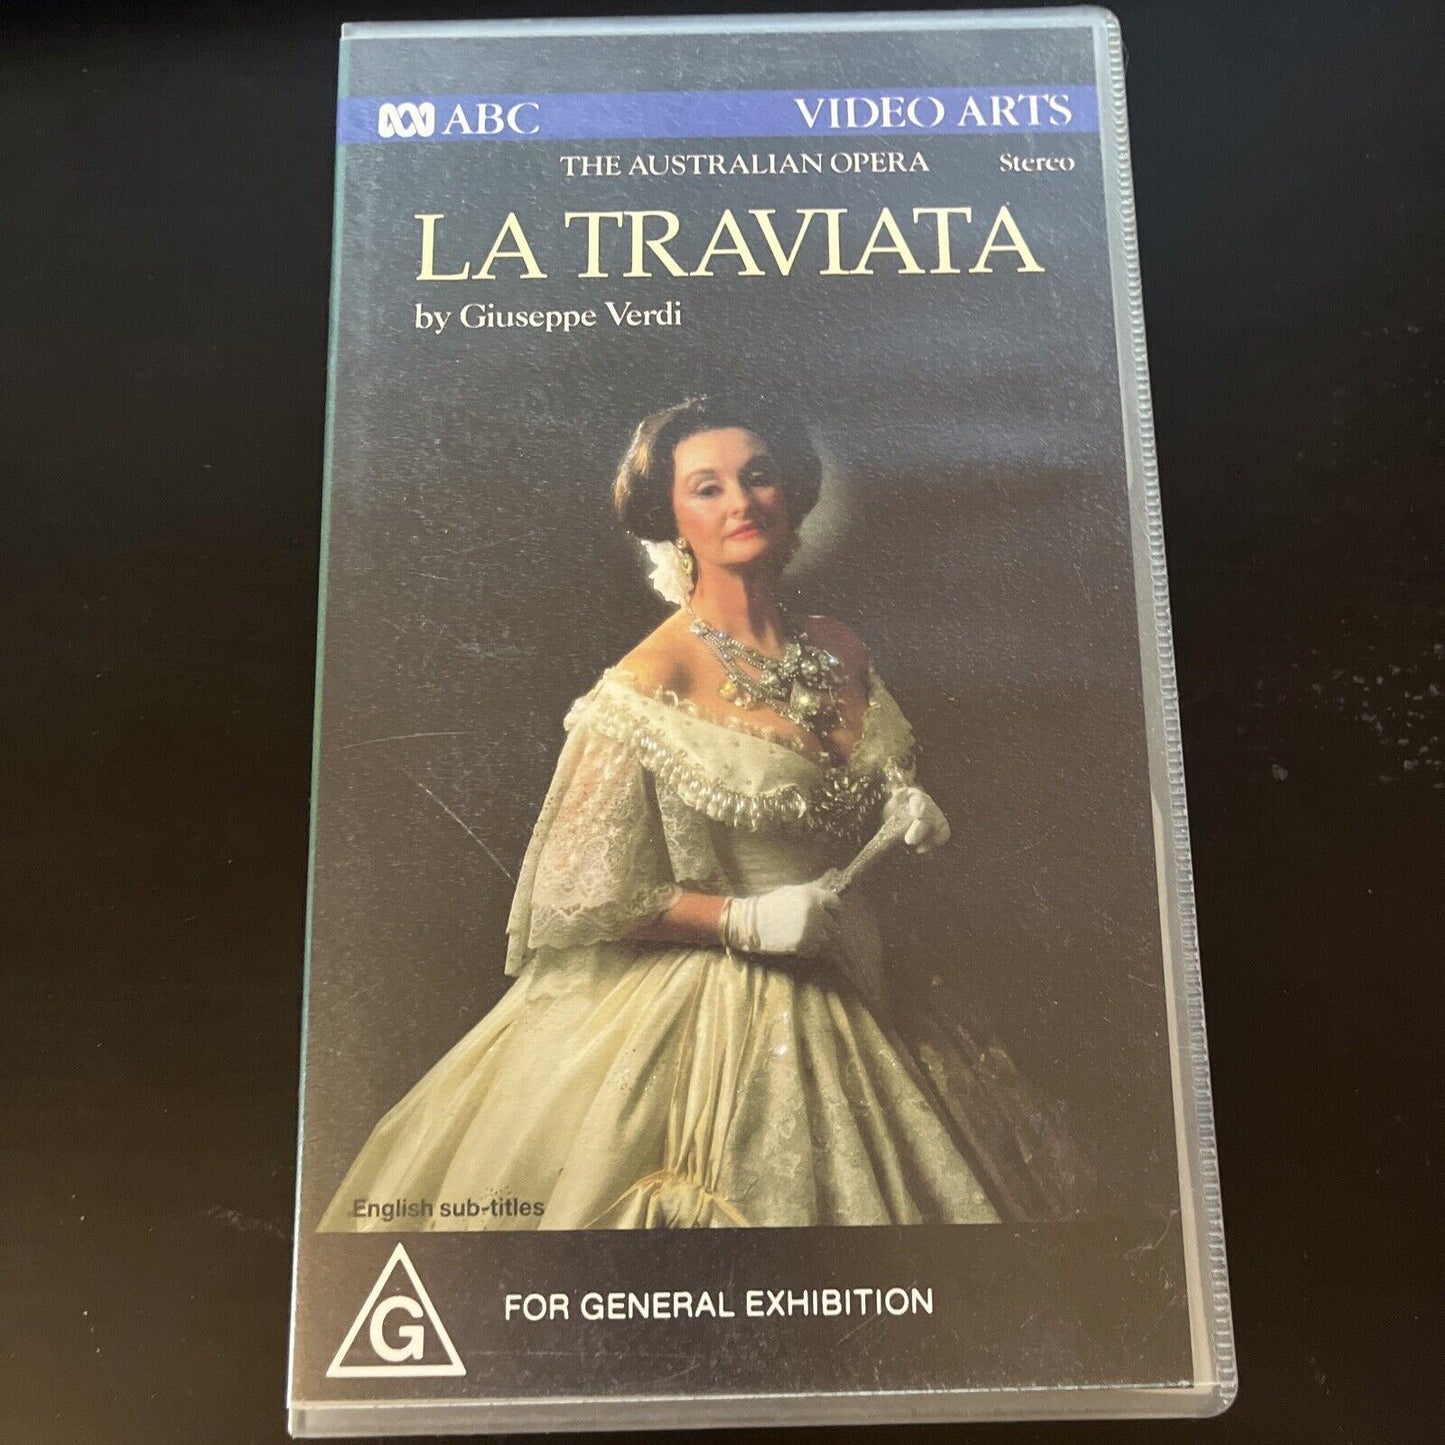 ABC VIDEO ARTS
THE AUSTRALIAN OPERA Stereo
LA TRAVIATA
by Giuseppe Verdi
English sub-titles
G FOR GENERAL EXHIBITION